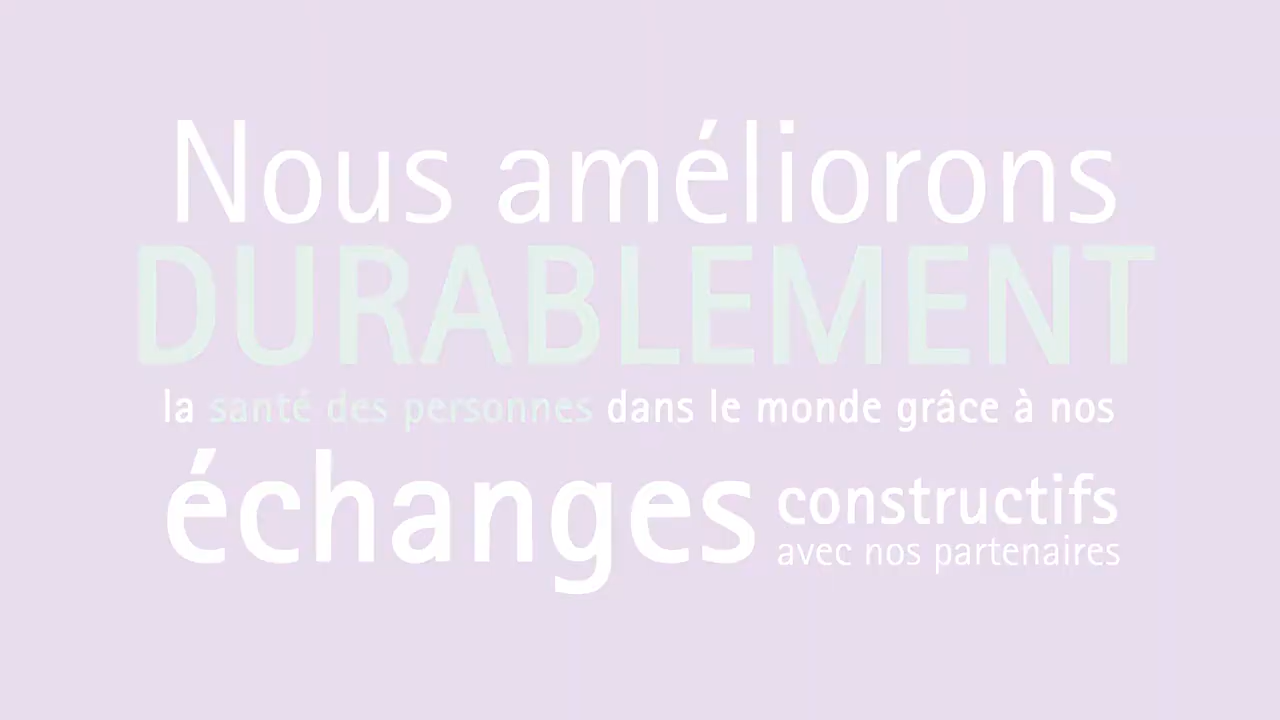 Nous améliorons
DURABLEMENT
la santé des personnes dans le monde grâce à nos
échanges constructifs
avec nos partenaires